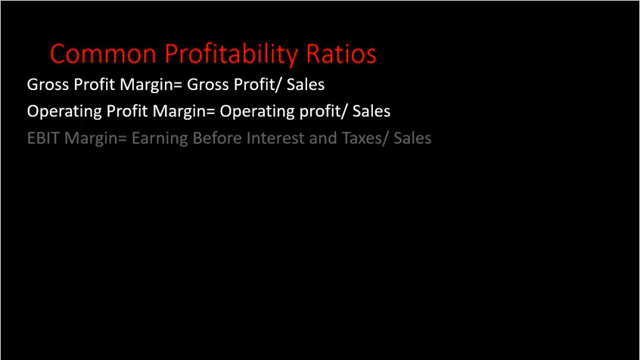 Common Profitability Ratios
Gross Profit Margin= Gross Profit/ Sales
Operating Profit Margin= Operating profit/ Sales
EBIT Margin= Earning Before Interest and Taxes/ Sales